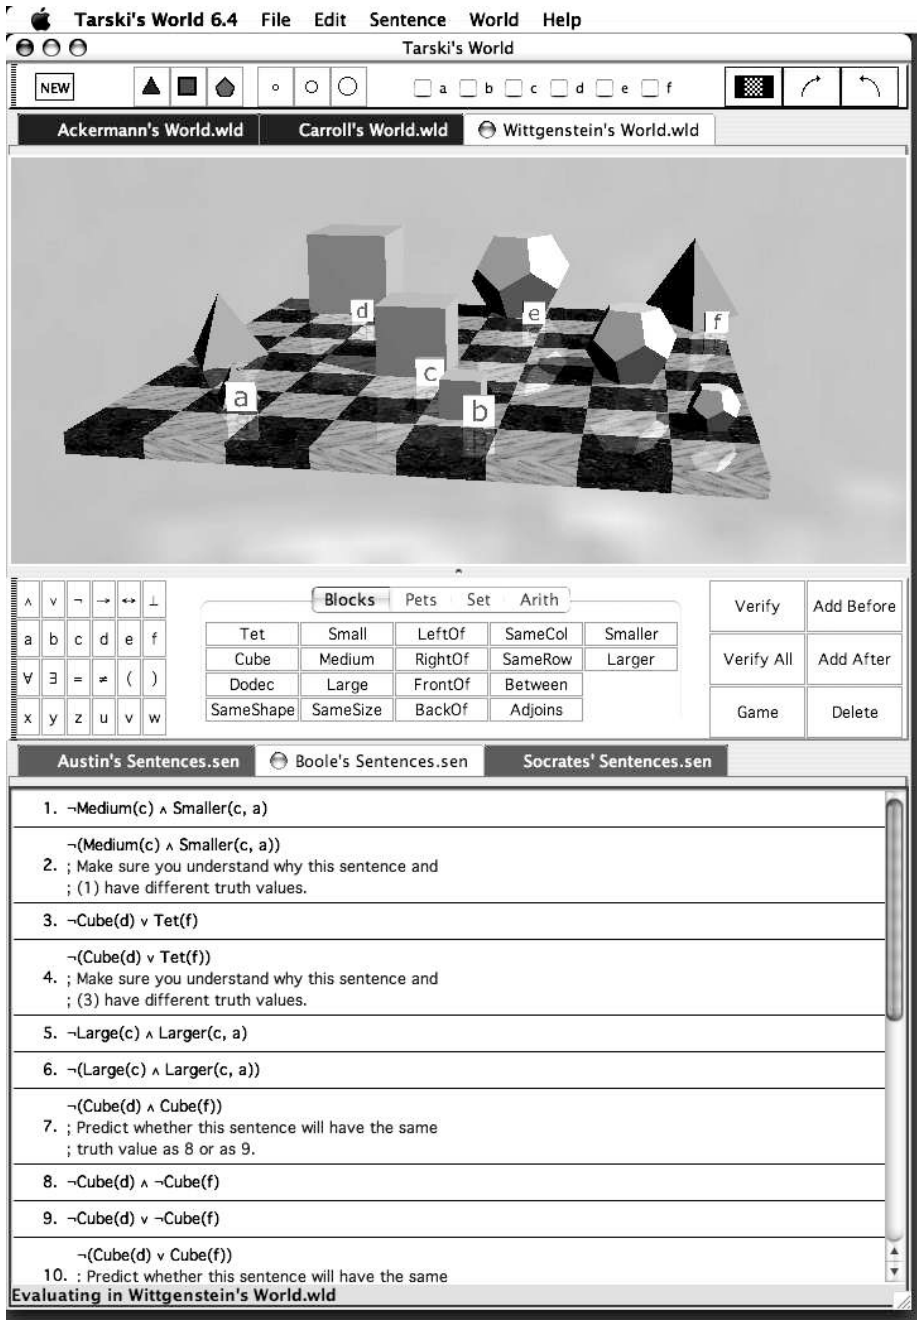 Tarski's World 6.4 File Edit Sentence World Help
Tarski's World
NEW a b c d e f
Ackermann's World.wld Carroll's World.wld Wittgenstein's World.wld
d
e
f
c
a
b
Blocks Pets Set Arith
∧ ∨ ¬ → ↔ ⊥
a b c d e f
∀ ∃ = ≠ ( )
x y z u v w
Tet Small LeftOf SameCol Smaller
Cube Medium RightOf SameRow Larger
Dodec Large FrontOf Between
SameShape SameSize BackOf Adjoins
Verify Add Before
Verify All Add After
Game Delete
Austin's Sentences.sen Boole's Sentences.sen Socrates' Sentences.sen
1. ¬Medium(c) ∧ Smaller(c, a)
¬(Medium(c) ∧ Smaller(c, a))
2. ; Make sure you understand why this sentence and
; (1) have different truth values.
3. ¬Cube(d) ∨ Tet(f)
¬(Cube(d) ∨ Tet(f))
4. ; Make sure you understand why this sentence and
; (3) have different truth values.
5. ¬Large(c) ∧ Larger(c, a)
6. ¬(Large(c) ∧ Larger(c, a))
¬(Cube(d) ∧ Cube(f))
7. ; Predict whether this sentence will have the same
; truth value as 8 or as 9.
8. ¬Cube(d) ∧ ¬Cube(f)
9. ¬Cube(d) ∨ ¬Cube(f)
¬(Cube(d) ∨ Cube(f))
10. ; Predict whether this sentence will have the same
Evaluating in Wittgenstein's World.wld